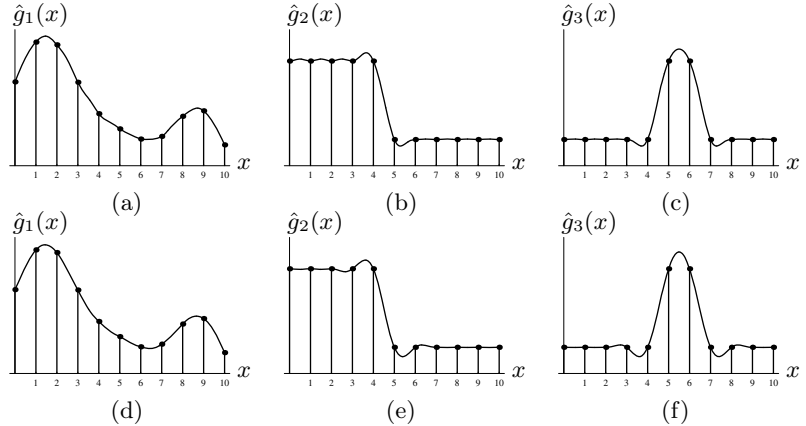 ĝ₁(x) ĝ₂(x) ĝ₃(x)
x x x
1 2 3 4 5 6 7 8 9 10 1 2 3 4 5 6 7 8 9 10 1 2 3 4 5 6 7 8 9 10
(a) (b) (c)
ĝ₁(x) ĝ₂(x) ĝ₃(x)
x x x
1 2 3 4 5 6 7 8 9 10 1 2 3 4 5 6 7 8 9 10 1 2 3 4 5 6 7 8 9 10
(d) (e) (f)